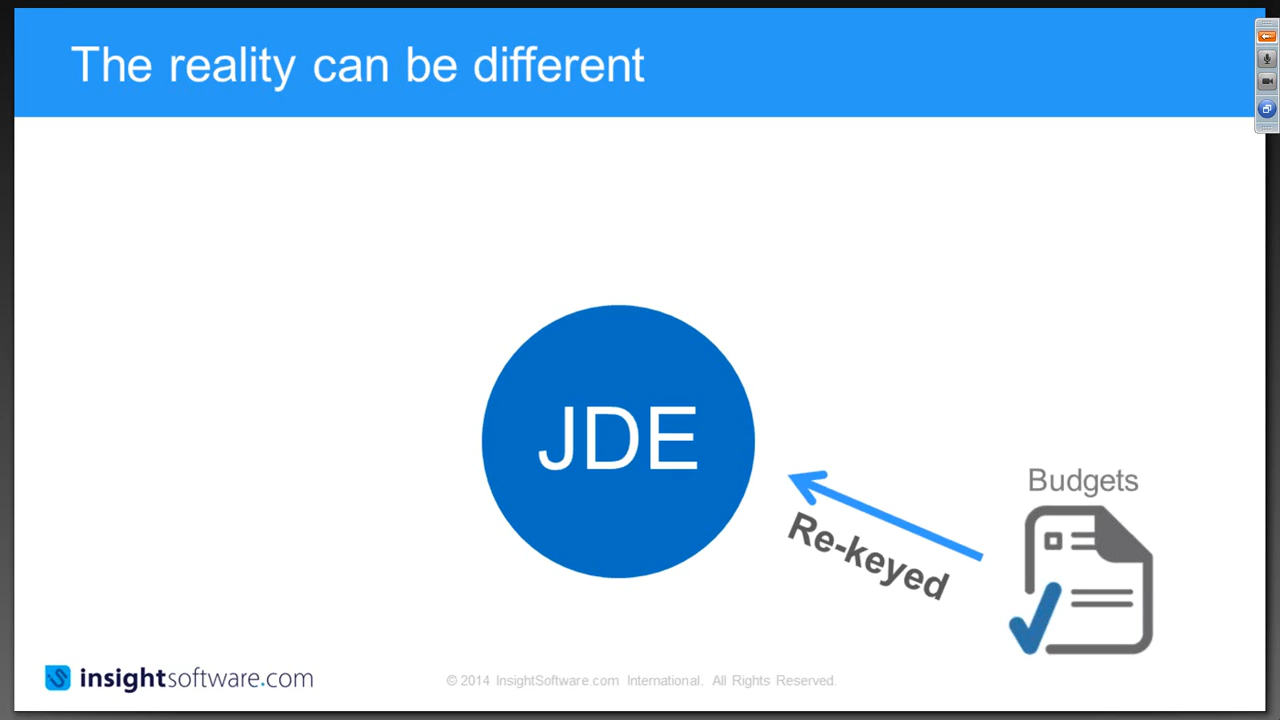 The reality can be different
JDE
Budgets
Re-keyed
insightsoftware.com
© 2014 InsightSoftware.com International. All Rights Reserved.